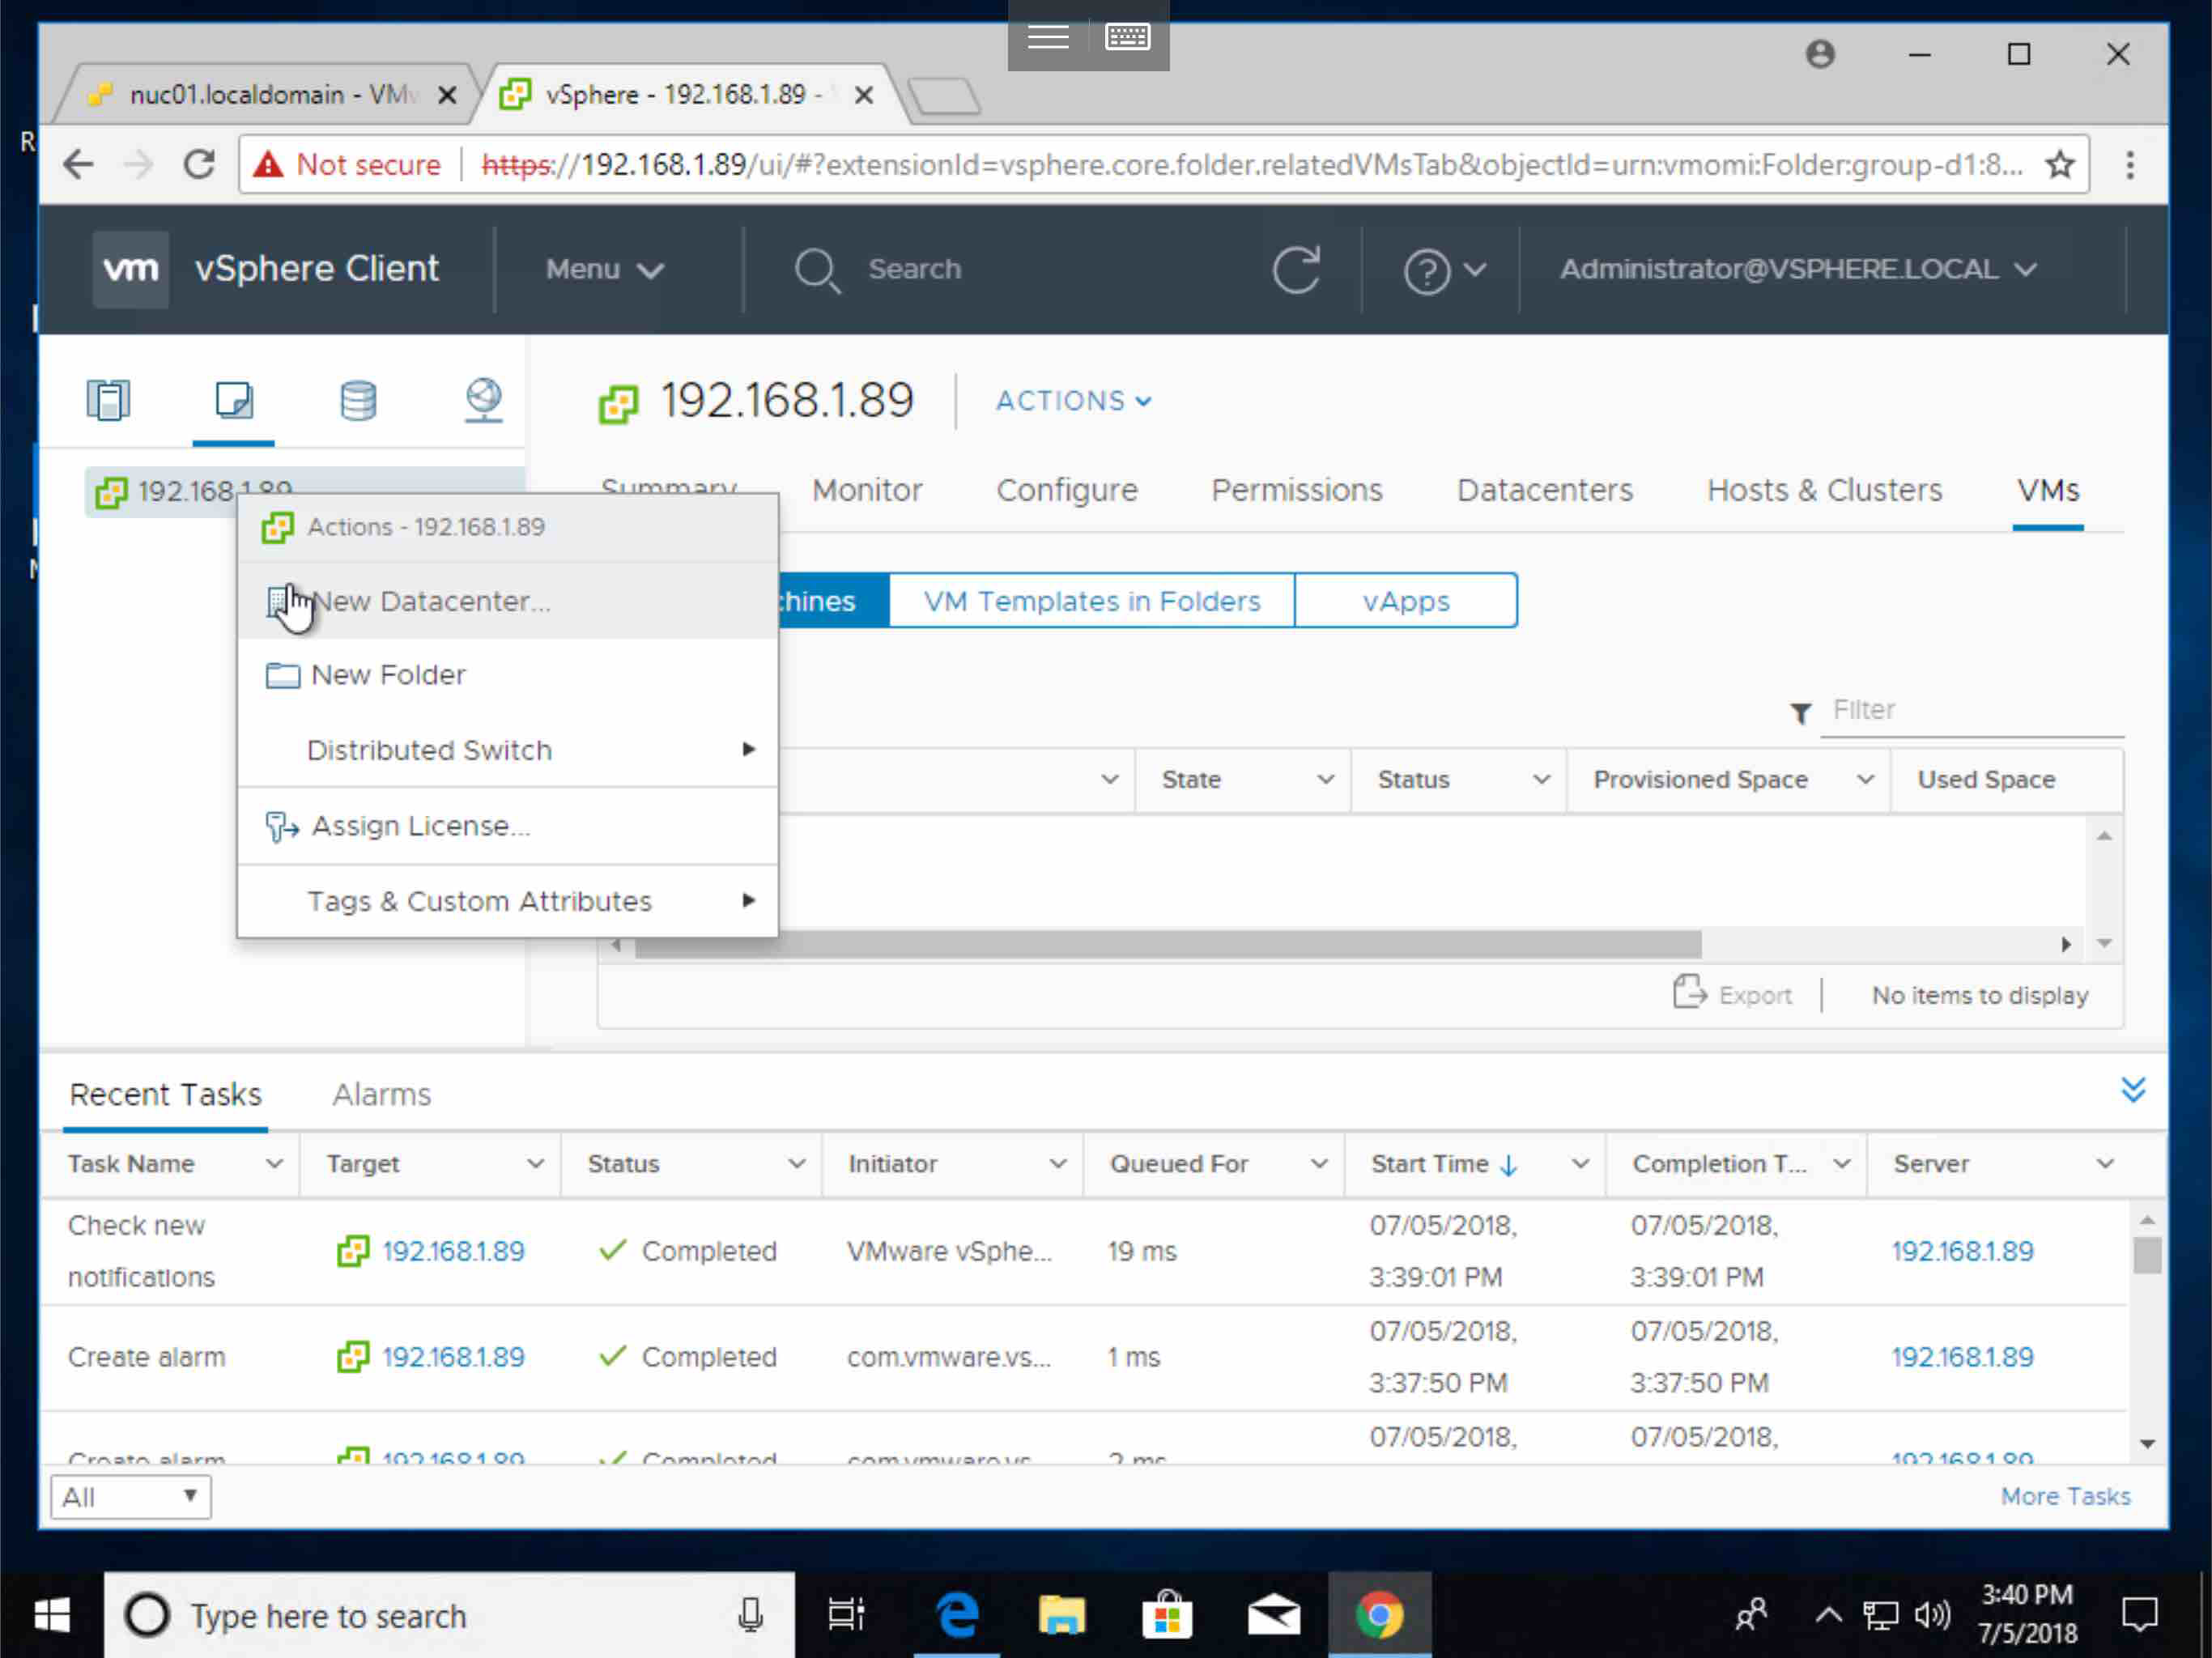 nuc01.localdomain - VM
vSphere - 192.168.1.89 -
R
Not secure
https://192.168.1.89/ui/#?extensionId=vsphere.core.folder.relatedVMsTab&objectId=urn:vmomi:Folder:group-d1:8...
vm
vSphere Client
Menu
Search
Administrator@VSPHERE.LOCAL
192.168.1.89
ACTIONS
192.168.1.89
Summary
Monitor
Configure
Permissions
Datacenters
Hosts & Clusters
VMs
Actions - 192.168.1.89
New Datacenter...
New Folder
Distributed Switch
Assign License...
Tags & Custom Attributes
chines
VM Templates in Folders
vApps
Filter
State
Status
Provisioned Space
Used Space
Export
No items to display
Recent Tasks
Alarms
Task Name
Target
Status
Initiator
Queued For
Start Time
Completion T...
Server
Check new
notifications
192.168.1.89
Completed
VMware vSphe...
19 ms
07/05/2018,
3:39:01 PM
07/05/2018,
3:39:01 PM
192.168.1.89
Create alarm
192.168.1.89
Completed
com.vmware.vs...
1 ms
07/05/2018,
3:37:50 PM
07/05/2018,
3:37:50 PM
192.168.1.89
Create alarm
192.168.1.89
Completed
com.vmware.vs...
2 ms
07/05/2018,
07/05/2018,
192.168.1.89
All
More Tasks
Type here to search
3:40 PM
7/5/2018